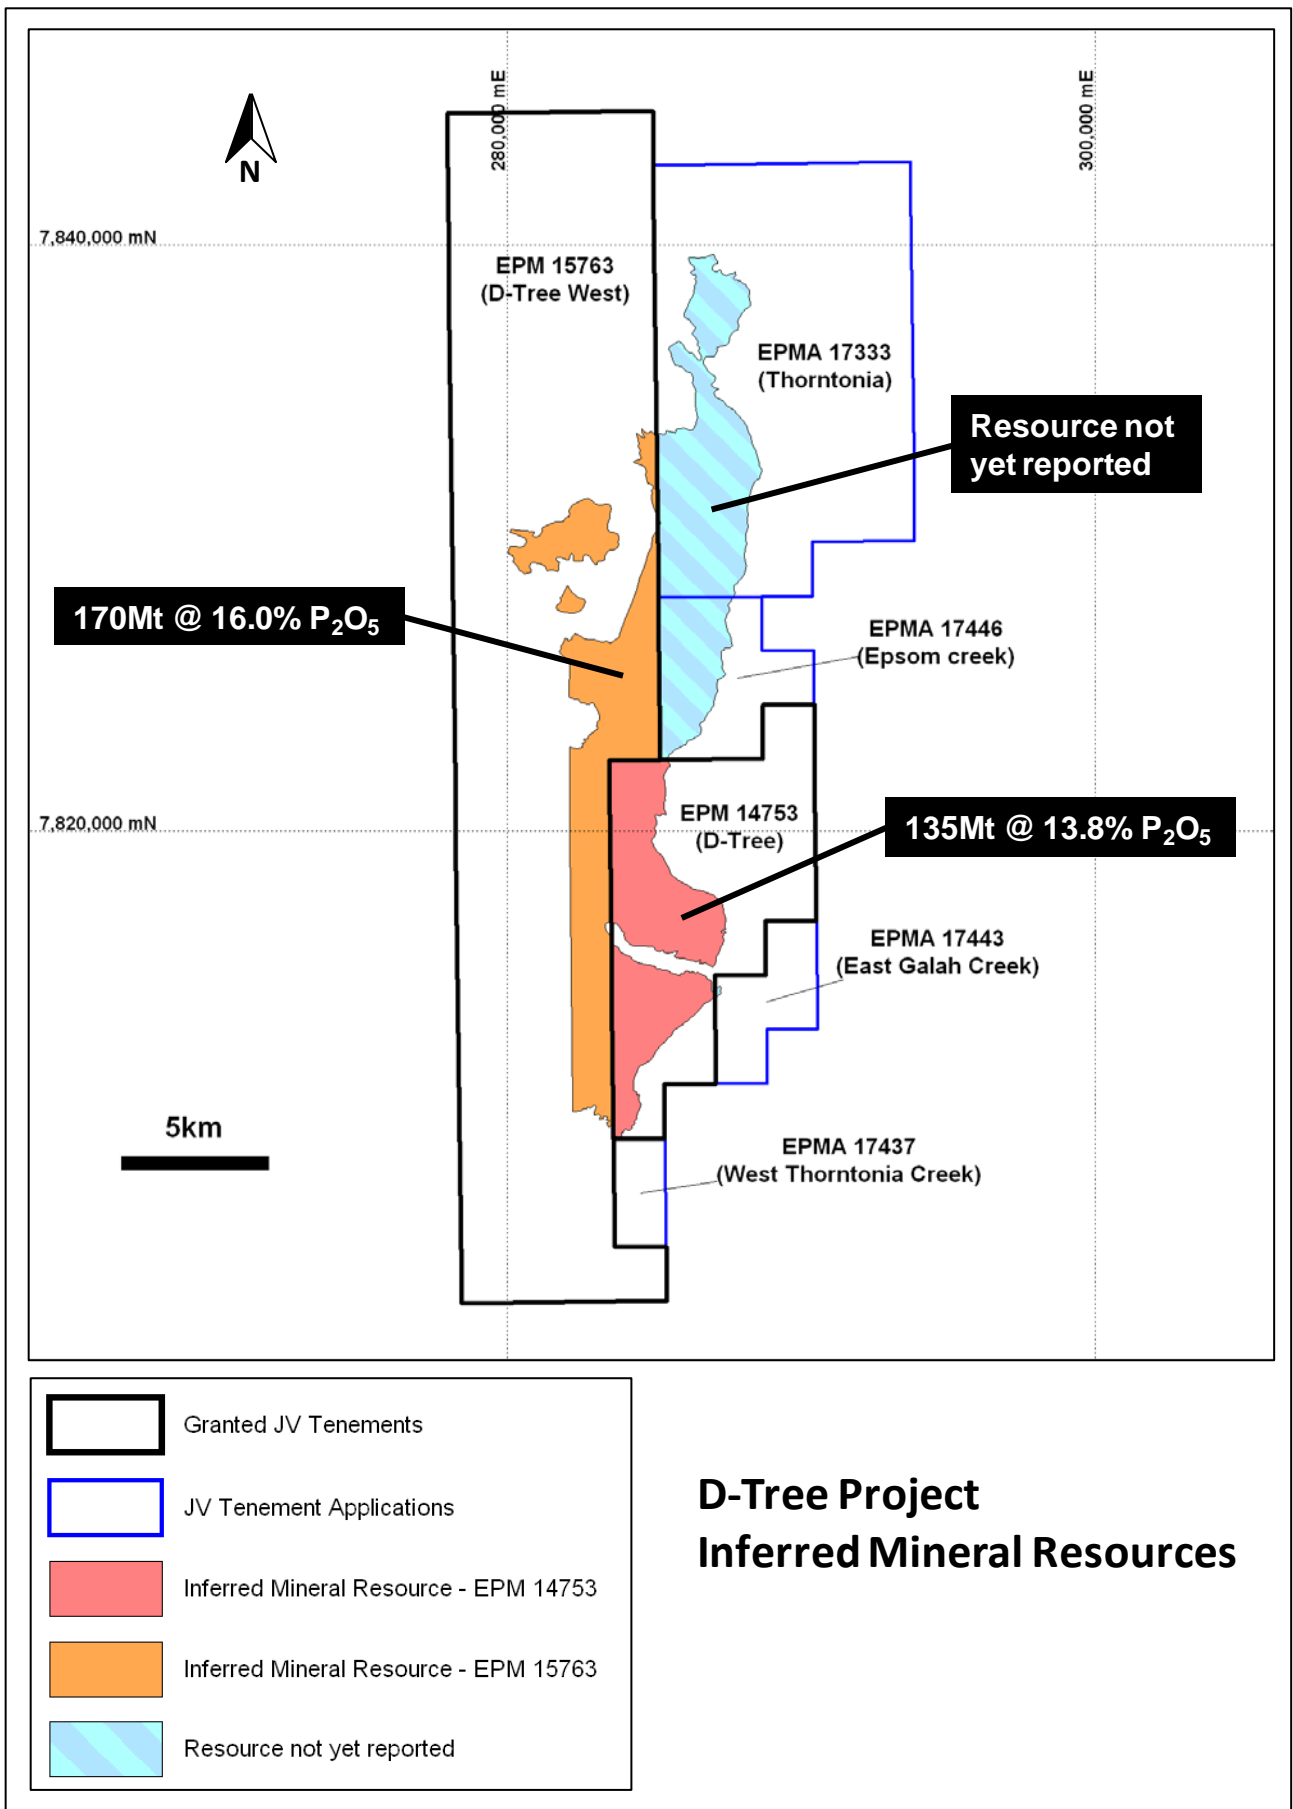 280,000 mE
300,000 mE
N
7,840,000 mN
EPM 15763
(D-Tree West)
EPMA 17333
(Thorntonia)
Resource not
yet reported
170Mt @ 16.0% P₂O₅
EPMA 17446
(Epsom creek)
7,820,000 mN
EPM 14753
(D-Tree)
135Mt @ 13.8% P₂O₅
EPMA 17443
(East Galah Creek)
5km
EPMA 17437
(West Thorntonia Creek)
Granted JV Tenements
JV Tenement Applications
Inferred Mineral Resource - EPM 14753
Inferred Mineral Resource - EPM 15763
Resource not yet reported
D-Tree Project
Inferred Mineral Resources